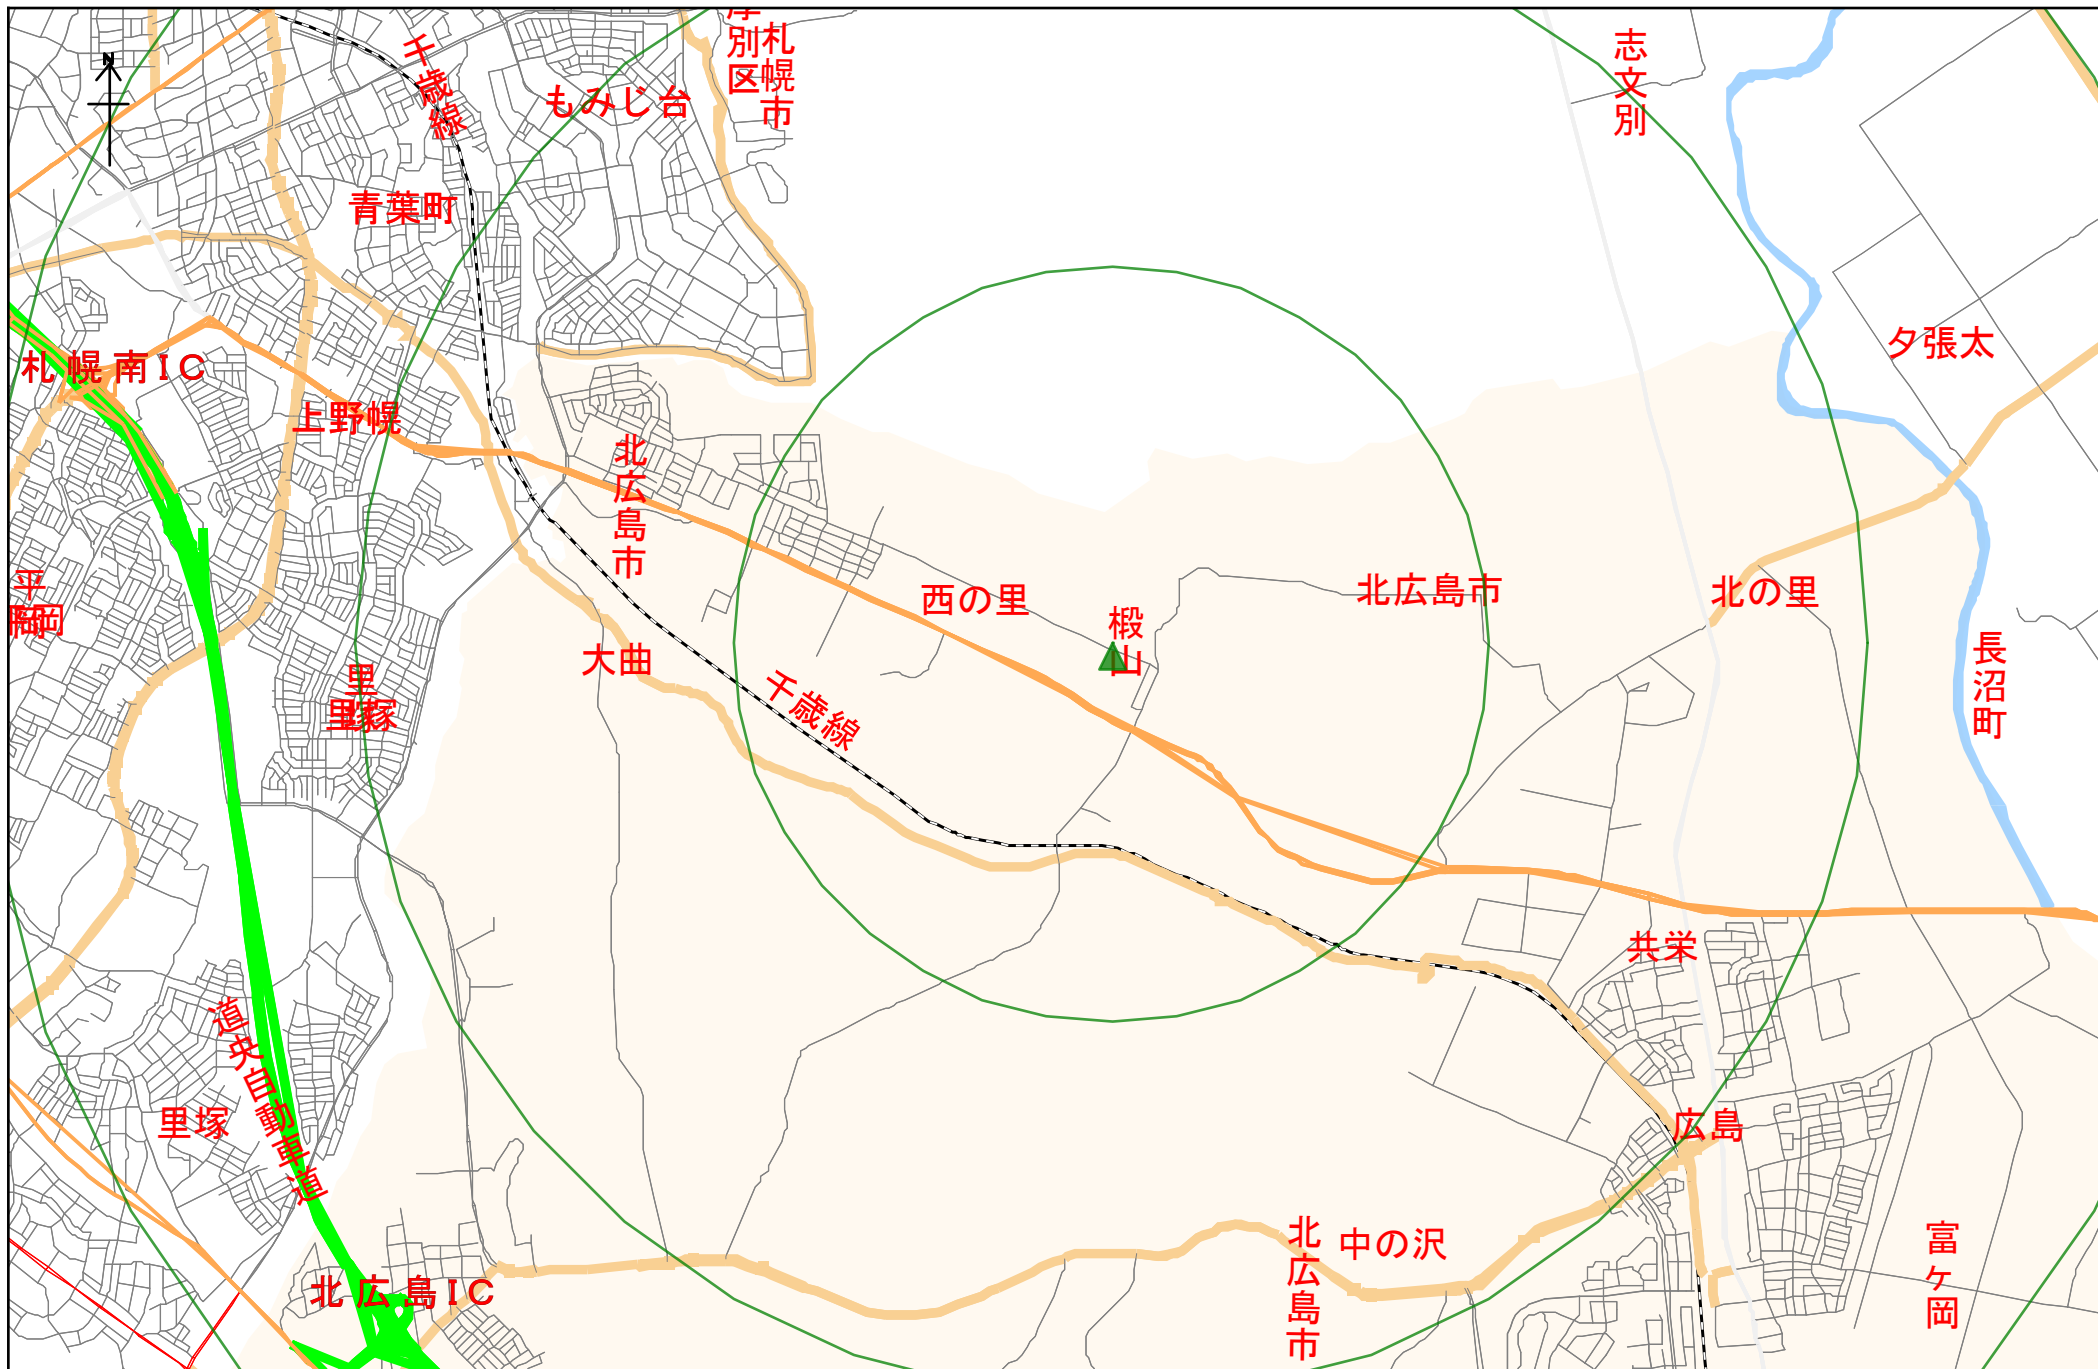 厚別区
札幌市
千歳線
もみじ台
志文別
N
青葉町
札幌南IC
上野幌
夕張太
北広島市
平岡
西の里
椴山
北広島市
北の里
大曲
長沼町
里塚
里塚
千歳線
共栄
道央自動車道
里塚
広島
北広島市
中の沢
富ヶ岡
北広島IC